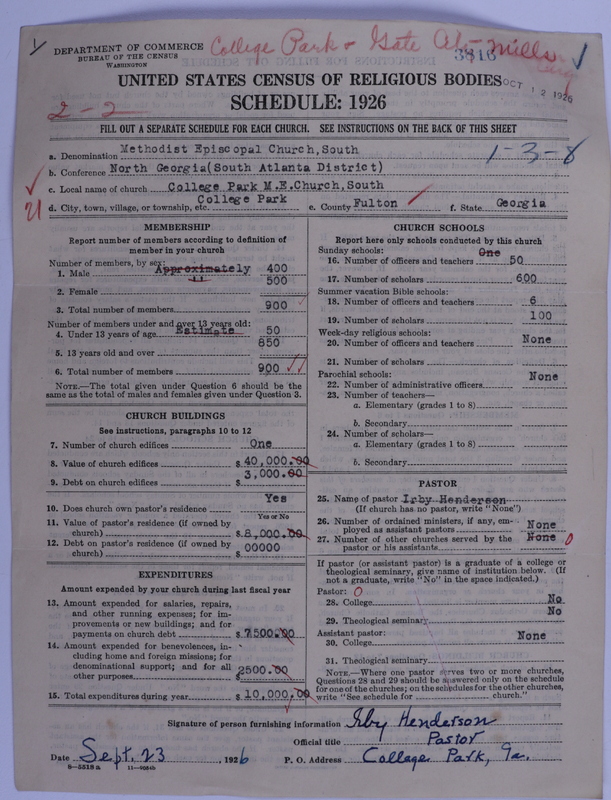 DEPARTMENT OF COMMERCE
BUREAU OF THE CENSUS
WASHINGTON
College Park & Gate
3816
UNITED STATES CENSUS OF RELIGIOUS BODIES
OCT 12 1926
SCHEDULE: 1926
2-2
FILL OUT A SEPARATE SCHEDULE FOR EACH CHURCH. SEE INSTRUCTIONS ON THE BACK OF THIS SHEET
a. Denomination Methodist Episcopal Church, South
1-3-8
b. Conference North Georgia(South Atlanta District)
c. Local name of church College Park M.E.Church,South
d. City, town, village, or township, etc. College Park e. County Fulton f. State Georgia
MEMBERSHIP
Report number of members according to definition of
member in your church
Number of members, by sex:
1. Male Approximately 400
2. Female " 500
3. Total number of members 900
Number of members under and over 13 years old:
4. Under 13 years of age Estimate 50
5. 13 years old and over 850
6. Total number of members 900
NOTE.—The total given under Question 6 should be the
same as the total of males and females given under Question 3.
CHURCH BUILDINGS
See instructions, paragraphs 10 to 12
7. Number of church edifices One
8. Value of church edifices $40,000.00
9. Debt on church edifices $3,000.00
10. Does church own pastor's residence Yes
Yes or No
11. Value of pastor's residence (if owned by
church) $8,000.00
12. Debt on pastor's residence (if owned by
church) 00000
EXPENDITURES
Amount expended by your church during last fiscal year
13. Amount expended for salaries, repairs,
and other running expenses; for im-
provements or new buildings; and for
payments on church debt $7500.00
14. Amount expended for benevolences, in-
cluding home and foreign missions; for
denominational support; and for all
other purposes $2500.00
15. Total expenditures during year $10,000.00
CHURCH SCHOOLS
Report here only schools conducted by this church
Sunday schools: One
16. Number of officers and teachers 50
17. Number of scholars 600
Summer vacation Bible schools:
18. Number of officers and teachers 6
19. Number of scholars 100
Week-day religious schools:
20. Number of officers and teachers None
21. Number of scholars
Parochial schools:
22. Number of administrative officers None
23. Number of teachers—
a. Elementary (grades 1 to 8)
b. Secondary
24. Number of scholars—
a. Elementary (grades 1 to 8)
b. Secondary
PASTOR
25. Name of pastor Irby Henderson
(If church has no pastor, write "None")
26. Number of ordained ministers, if any, em-
ployed as assistant pastors None
27. Number of other churches served by the
pastor or his assistants None 0
If pastor (or assistant pastor) is a graduate of a college or
theological seminary, give name of institution below. (If
not a graduate, write "No" in the space indicated.)
Pastor: 0
28. College No
29. Theological seminary No
Assistant pastor:
30. College None
31. Theological seminary
NOTE.—Where one pastor serves two or more churches,
Questions 28 and 29 should be answered only on the schedule
for one of the churches; on the schedules for the other churches,
write "See schedule for church."
Signature of person furnishing information Irby Henderson
Official title Pastor
Date Sept. 23, 1926 P. O. Address College Park, Ga.
8—5518 a